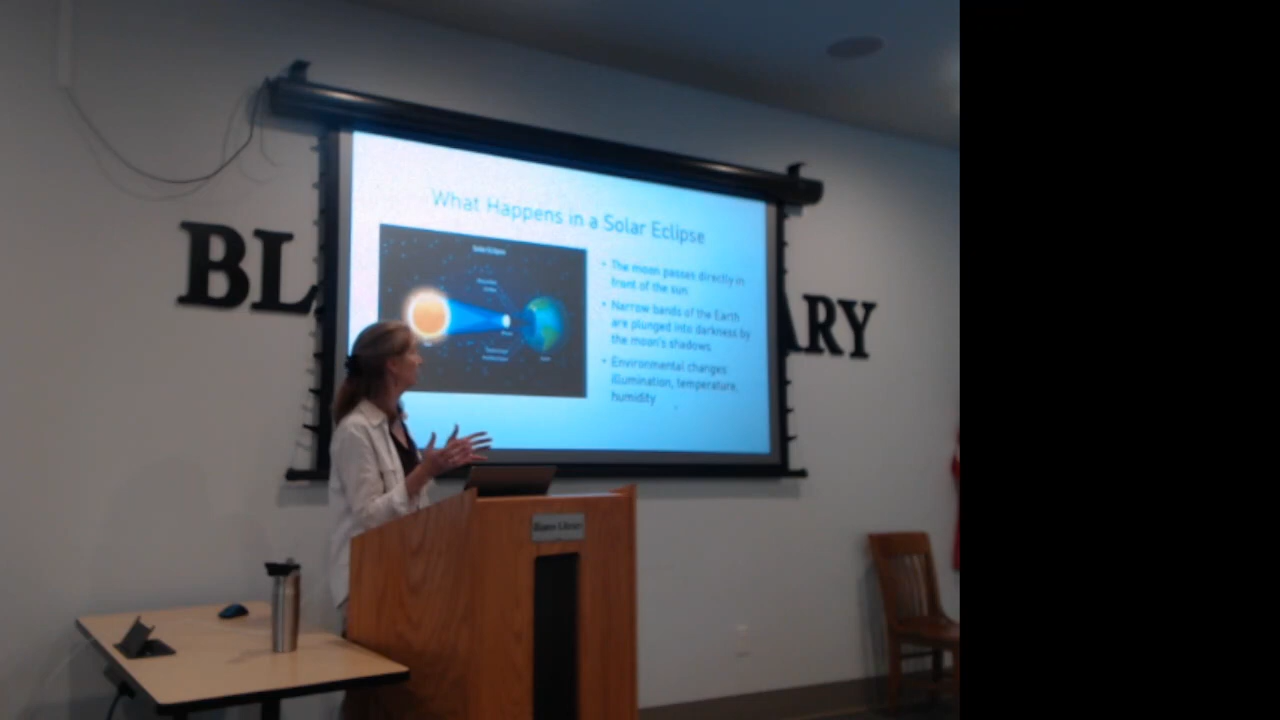 What Happens in a Solar Eclipse
BL
ARY
Solar Eclipse
• The moon passes directly in
front of the sun.
• Narrow bands of the Earth
are plunged into darkness by
the moon's shadows.
• Environmental changes:
illumination, temperature,
humidity
Library